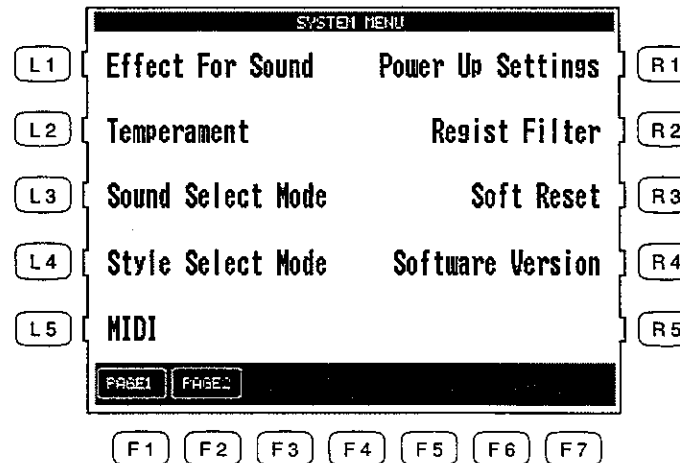 SYSTEM MENU
L1 Effect For Sound Power Up Settings R1
L2 Temperament Regist Filter R2
L3 Sound Select Mode Soft Reset R3
L4 Style Select Mode Software Version R4
L5 MIDI R5
PAGE1 PAGE2
F1 F2 F3 F4 F5 F6 F7